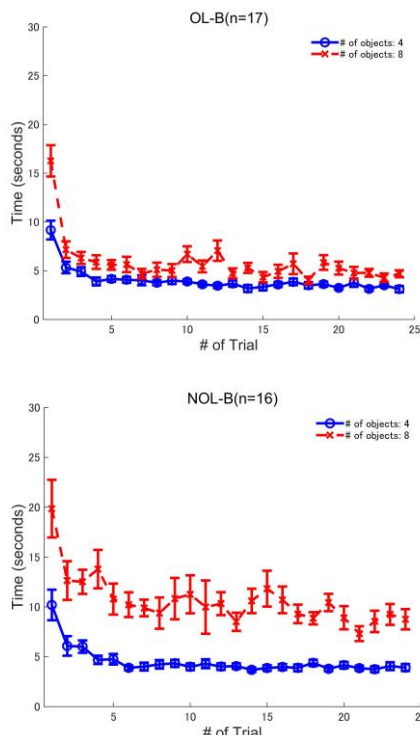 OL-B(n=17)
# of objects: 4
# of objects: 8
30
25
20
15
10
5
0
Time (seconds)
5
10
15
20
25
# of Trial
NOL-B(n=16)
# of objects: 4
# of objects: 8
30
25
20
15
10
5
0
Time (seconds)
5
10
15
20
25
# of Trial